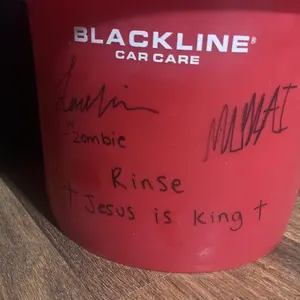 BLACKLINE®
CAR CARE
Zombie
Rinse
† Jesus is king †